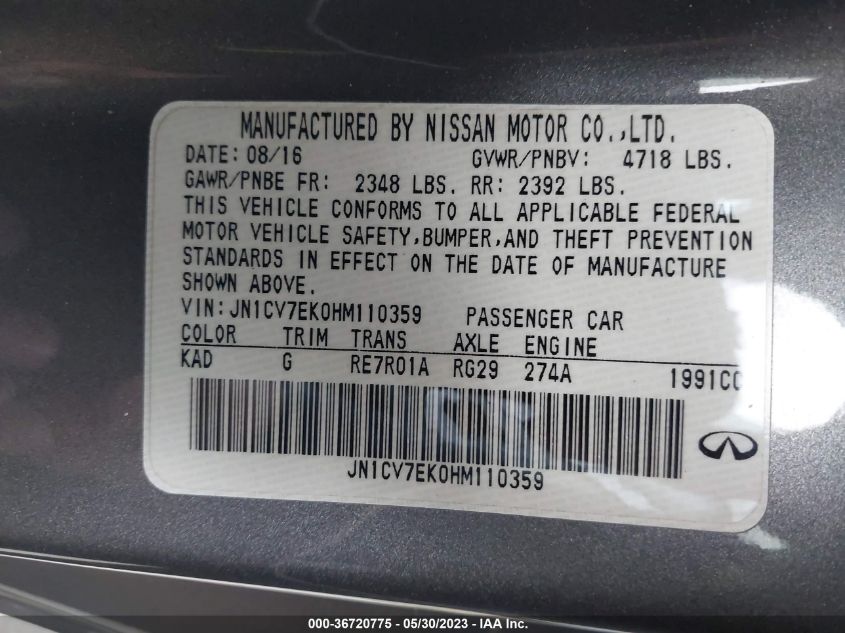 MANUFACTURED BY NISSAN MOTOR CO.,LTD.
DATE: 08/16 GVWR/PNBV: 4718 LBS.
GAWR/PNBE FR: 2348 LBS. RR: 2392 LBS.
THIS VEHICLE CONFORMS TO ALL APPLICABLE FEDERAL
MOTOR VEHICLE SAFETY,BUMPER,AND THEFT PREVENTION
STANDARDS IN EFFECT ON THE DATE OF MANUFACTURE
SHOWN ABOVE.
VIN:JN1CV7EK0HM110359 PASSENGER CAR
COLOR TRIM TRANS AXLE ENGINE
KAD G RE7R01A RG29 274A 1991CC
JN1CV7EK0HM110359
000-36720775 - 05/30/2023 - IAAI Inc.